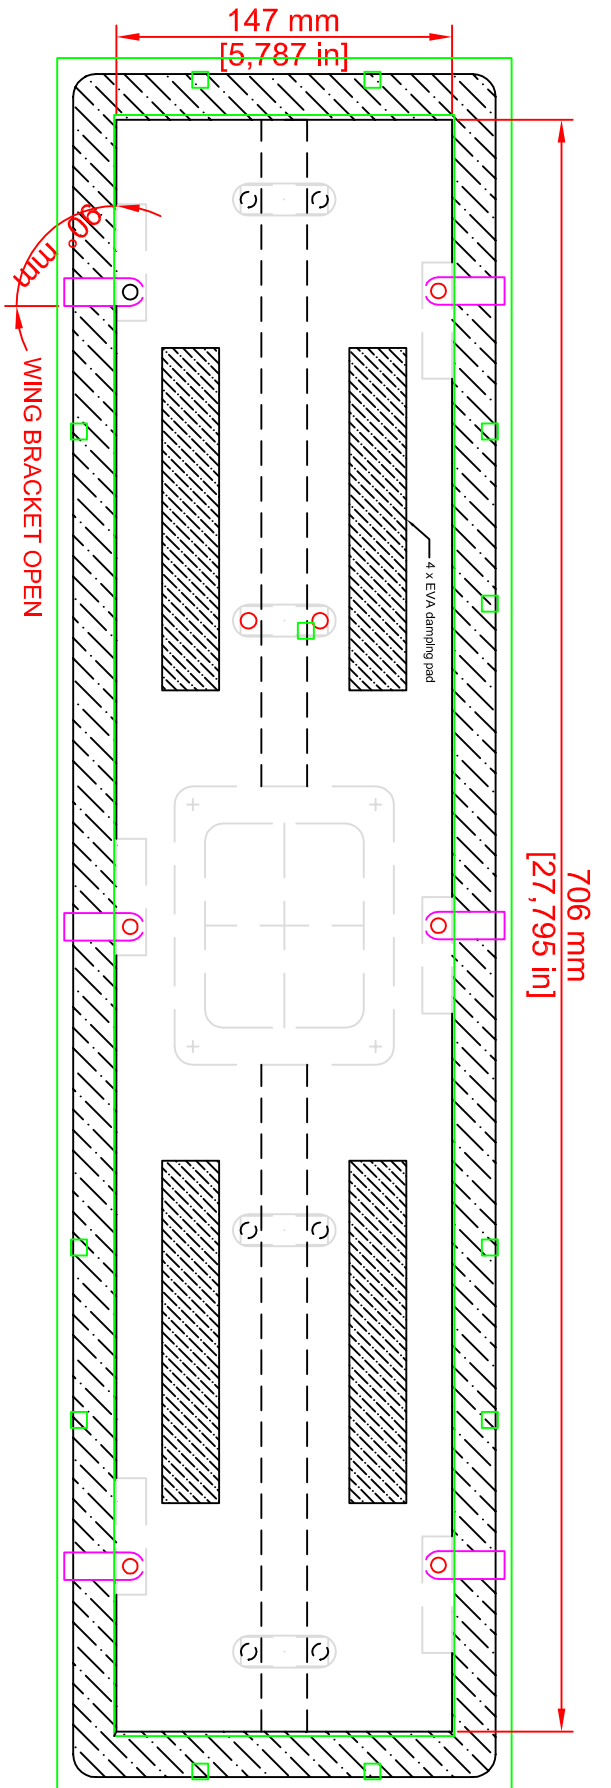 147 mm
[5,787 in]
90° mm
WING BRACKET OPEN
4 x EVA damping pad
706 mm
[27,795 in]